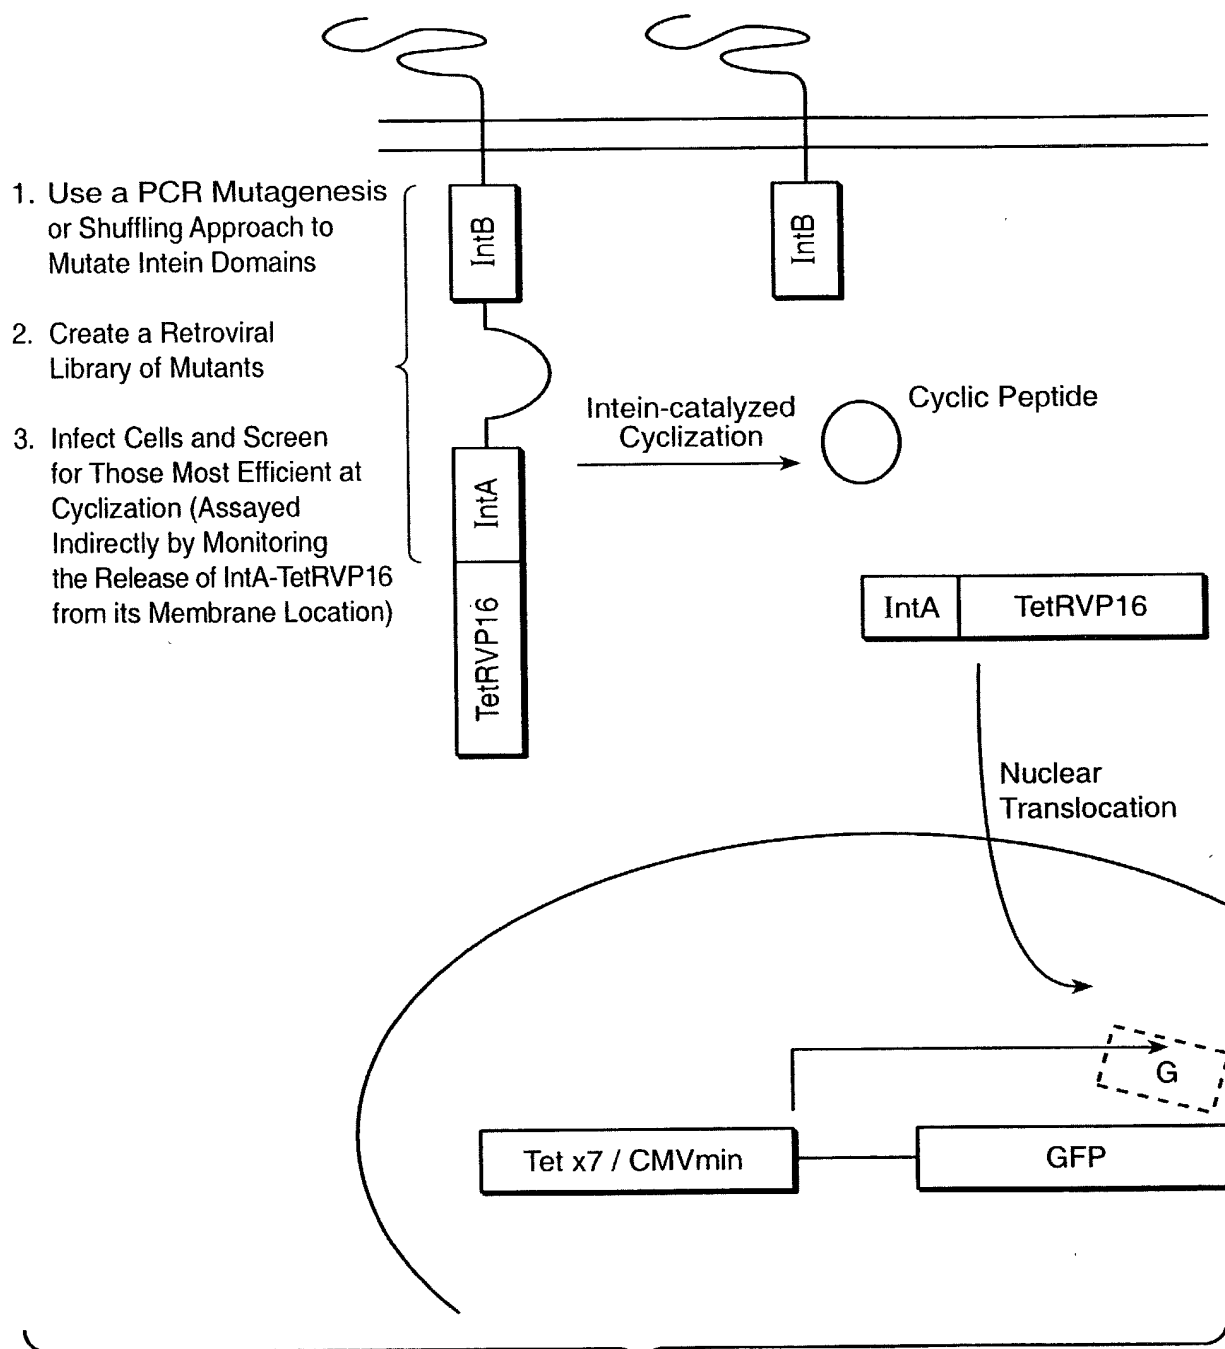 IntB
IntB
1. Use a PCR Mutagenesis
or Shuffling Approach to
Mutate Intein Domains
2. Create a Retroviral
Library of Mutants
3. Infect Cells and Screen
for Those Most Efficient at
Cyclization (Assayed
Indirectly by Monitoring
the Release of IntA-TetRVP16
from its Membrane Location)
IntA
TetRVP16
Intein-catalyzed
Cyclization
Cyclic Peptide
IntA
TetRVP16
Nuclear
Translocation
G
Tet x7 / CMVmin
GFP